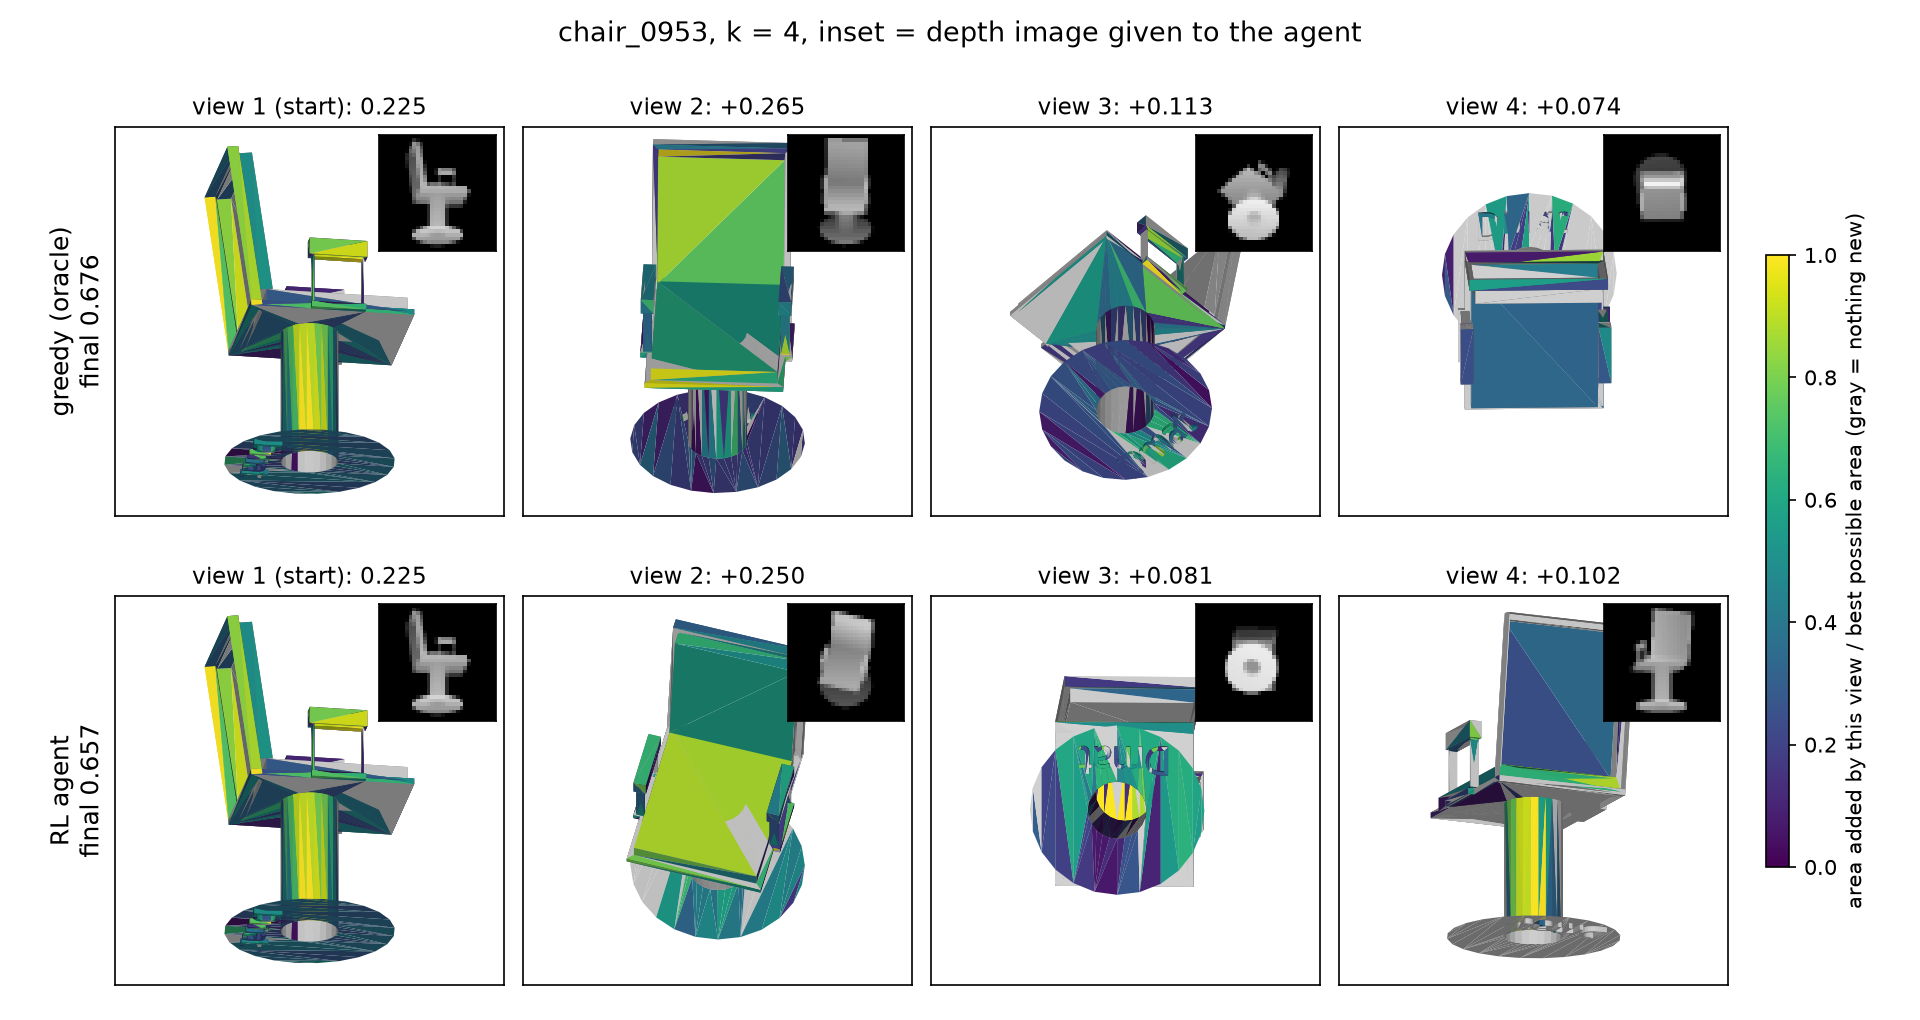 chair_0953, k = 4, inset = depth image given to the agent
greedy (oracle)
final 0.676
view 1 (start): 0.225
view 2: +0.265
view 3: +0.113
view 4: +0.074
RL agent
final 0.657
view 1 (start): 0.225
view 2: +0.250
view 3: +0.081
view 4: +0.102
1.0
0.8
0.6
0.4
0.2
0.0
area added by this view / best possible area (gray = nothing new)